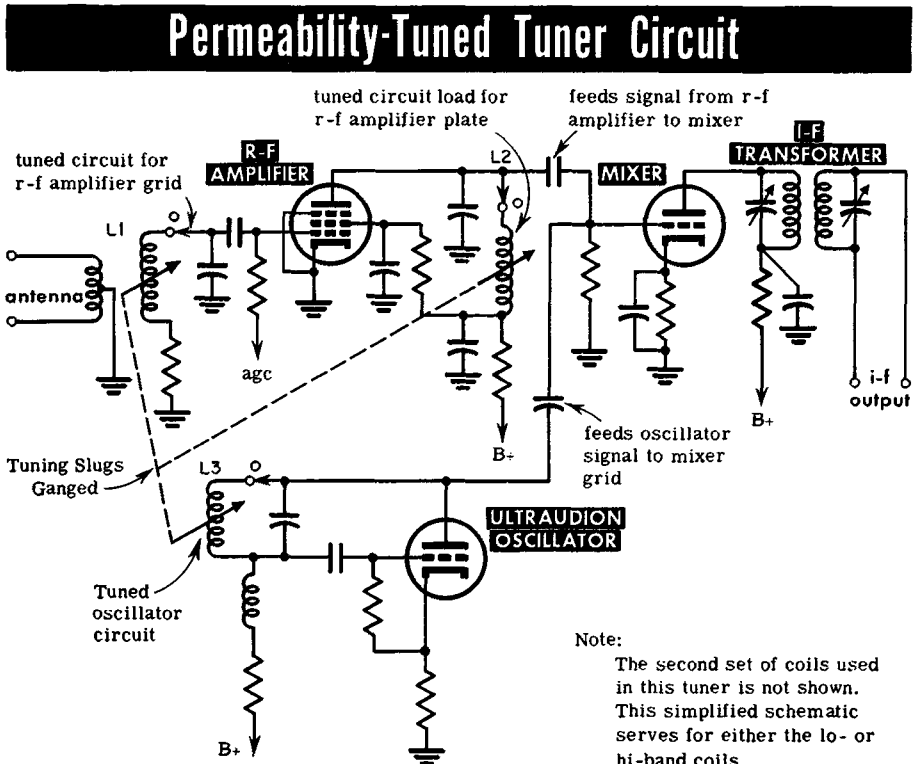 Permeability-Tuned Tuner Circuit
tuned circuit load for
r-f amplifier plate
feeds signal from r-f
amplifier to mixer
tuned circuit for
r-f amplifier grid
R-F
AMPLIFIER
L2
MIXER
I-F
TRANSFORMER
L1
antenna
agc
B+
B+
i-f
output
feeds oscillator
signal to mixer
grid
Tuning Slugs
Ganged
L3
ULTRAUDION
OSCILLATOR
Tuned
oscillator
circuit
B+
Note:
The second set of coils used
in this tuner is not shown.
This simplified schematic
serves for either the lo- or
hi-band coils